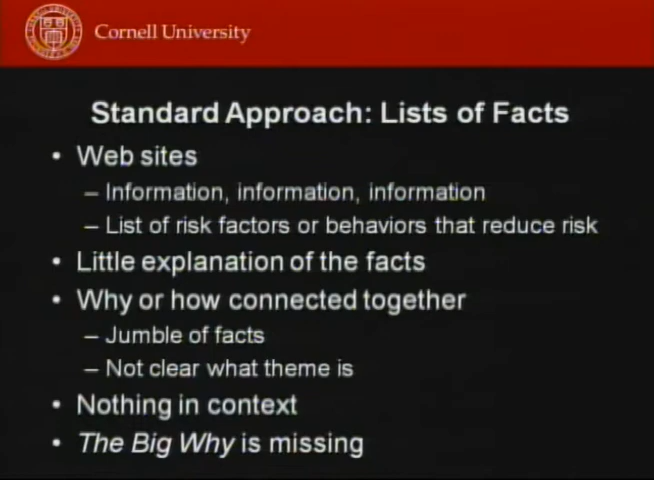 Cornell University
Standard Approach: Lists of Facts
• Web sites
– Information, information, information
– List of risk factors or behaviors that reduce risk
• Little explanation of the facts
• Why or how connected together
– Jumble of facts
– Not clear what theme is
• Nothing in context
• The Big Why is missing